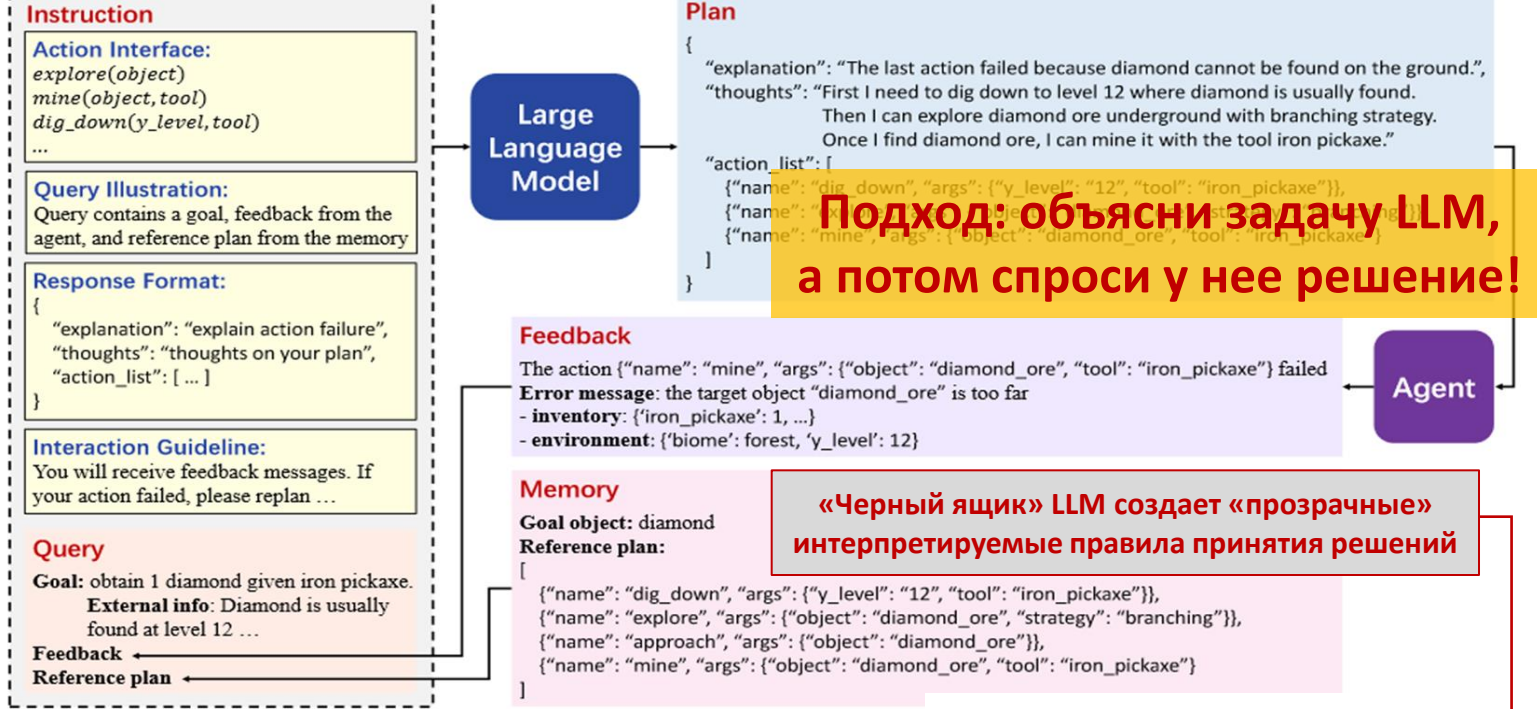 Instruction
Action Interface:
explore(object)
mine(object, tool)
dig_down(y_level, tool)
...
Query Illustration:
Query contains a goal, feedback from the
agent, and reference plan from the memory
Response Format:
{
"explanation": "explain action failure",
"thoughts": "thoughts on your plan",
"action_list": [ ... ]
}
Interaction Guideline:
You will receive feedback messages. If
your action failed, please replan ...
Query
Goal: obtain 1 diamond given iron pickaxe.
External info: Diamond is usually
found at level 12 ...
Feedback
Reference plan
Large
Language
Model
Plan
{
"explanation": "The last action failed because diamond cannot be found on the ground.",
"thoughts": "First I need to dig down to level 12 where diamond is usually found.
Then I can explore diamond ore underground with branching strategy.
Once I find diamond ore, I can mine it with the tool iron pickaxe."
"action_list": [
{"name": "dig_down", "args": {"y_level": "12", "tool": "iron_pickaxe"}},
{"name":
{"name": "mine", "args": {"object": "diamond_ore", "tool": "iron_pickaxe"}
]
}
Подход: объясни задачу LLM,
а потом спроси у нее решение!
Feedback
The action {"name": "mine", "args": {"object": "diamond_ore", "tool": "iron_pickaxe"} failed
Error message: the target object "diamond_ore" is too far
- inventory: {'iron_pickaxe': 1, ...}
- environment: {'biome': forest, 'y_level': 12}
Agent
Memory
Goal object: diamond
Reference plan:
[
{"name": "dig_down", "args": {"y_level": "12", "tool": "iron_pickaxe"}},
{"name": "explore", "args": {"object": "diamond_ore", "strategy": "branching"}},
{"name": "approach", "args": {"object": "diamond_ore"}},
{"name": "mine", "args": {"object": "diamond_ore", "tool": "iron_pickaxe"}
]
«Черный ящик» LLM создает «прозрачные»
интерпретируемые правила принятия решений